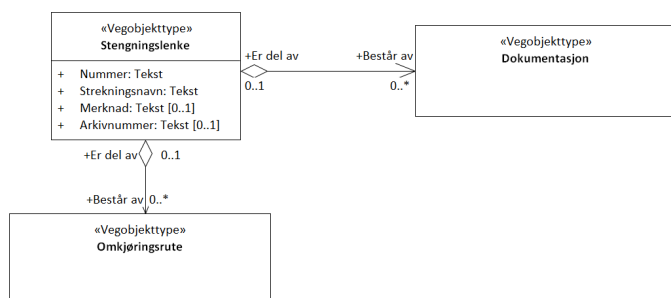 «Vegobjekttype»
Stengningslenke
+ Nummer: Tekst
+ Strekningsnavn: Tekst
+ Merknad: Tekst [0..1]
+ Arkivnummer: Tekst [0..1]
+Er del av
0..1
+Består av
0..*
«Vegobjekttype»
Dokumentasjon
+Er del av 0..1
+Består av 0..*
«Vegobjekttype»
Omkjøringsrute